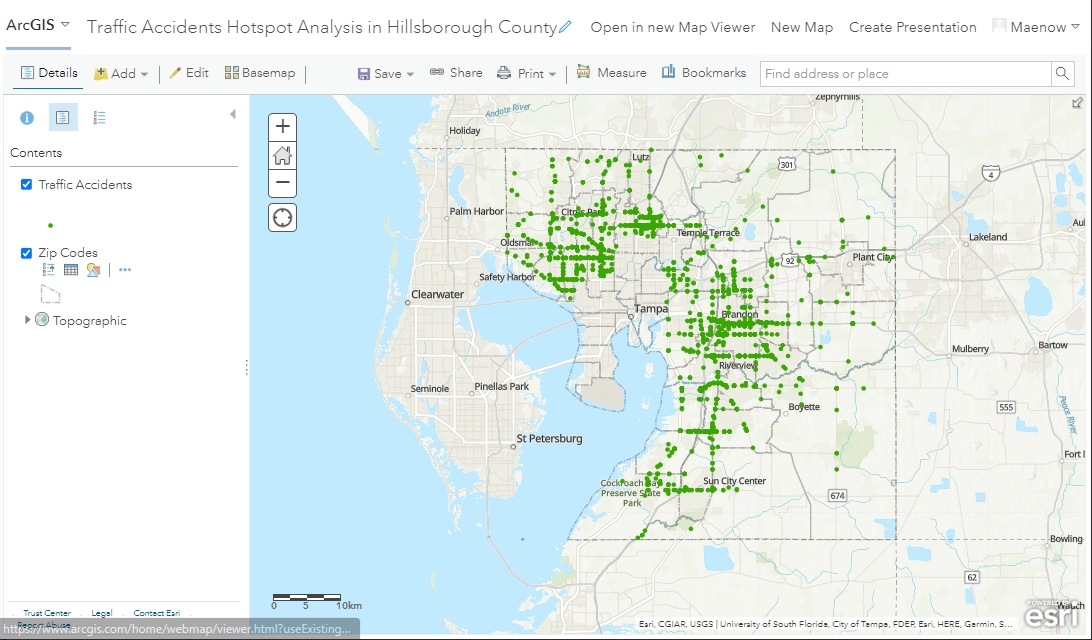 ArcGIS
Traffic Accidents Hotspot Analysis in Hillsborough County
Open in new Map Viewer
New Map
Create Presentation
Maenow
Details
Add
Edit
Basemap
Save
Share
Print
Measure
Bookmarks
Find address or place
Contents
Traffic Accidents
Zip Codes
Topographic
Trust Center
Legal
Contact Esri
Report Abuse
https://www.arcgis.com/home/webmap/viewer.html?useExisting...
Zephyrhills
Andote River
Holiday
Lutz
301
4
Palm Harbor
Citrus Park
Temple Terrace
Lakeland
Oldsmar
92
Plant City
Safety Harbor
Clearwater
Tampa
Brandon
Mulberry
Bartow
Riverview
Seminole
Pinellas Park
Boyette
555
Peace River
St Petersburg
Fort
Sun City Center
Cockroach Bay
Preserve State
Park
674
Bowling
62
0 5 10km
POWERED BY
esri
Esri, CGIAR, USGS | University of South Florida, City of Tampa, FDEP, Esri, HERE, Garmin, S...